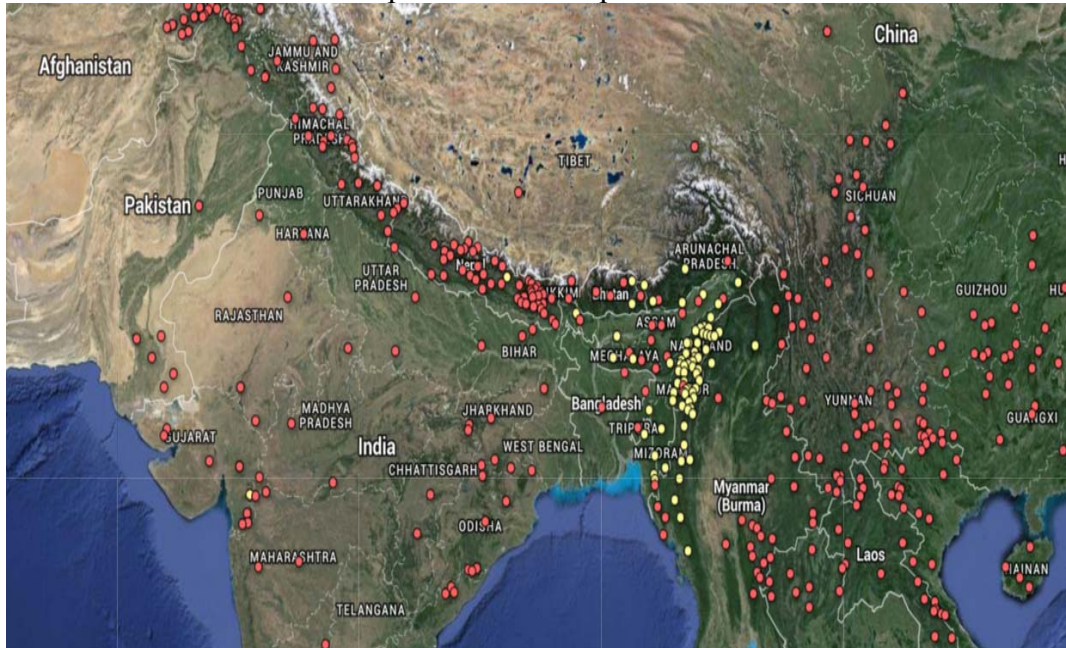 China
Afghanistan
JAMMU AND
KASHMIR
HIMACHAL
PRADESH
TIBET
PUNJAB
Pakistan
UTTARAKHAND
SICHUAN
HARYANA
ARUNACHAL
PRADESH
Nepal
UTTAR
PRADESH
SIKKIM
Bhutan
GUIZHOU
HU
RAJASTHAN
ASSAM
BIHAR
MEGHALAYA
NAGALAND
MANIPUR
YUNNAN
Bangladesh
JHARKHAND
MADHYA
PRADESH
GUANGXI
TRIPURA
GUJARAT
India
WEST BENGAL
MIZORAM
CHHATTISGARH
Myanmar
(Burma)
ODISHA
MAHARASHTRA
Laos
HAINAN
TELANGANA